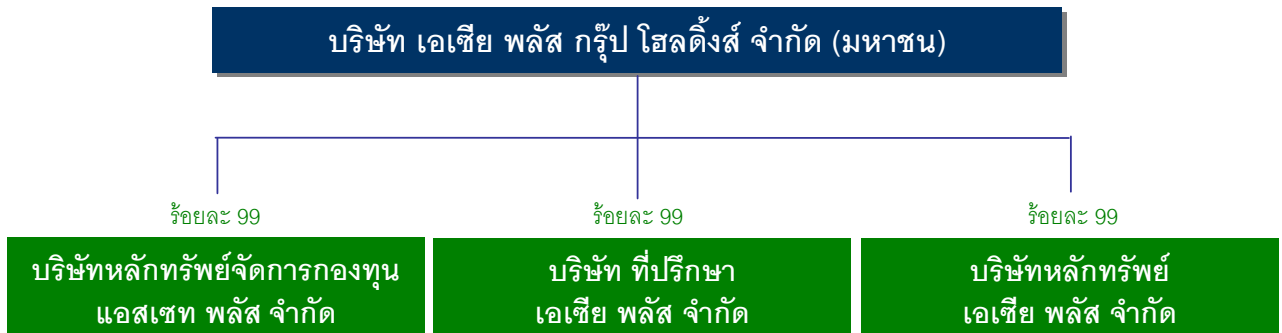 บริษัท เอเซีย พลัส กรุ๊ป โฮลดิ้งส์ จำกัด (มหาชน)
ร้อยละ 99
ร้อยละ 99
ร้อยละ 99
บริษัทหลักทรัพย์จัดการกองทุน
แอสเซท พลัส จำกัด
บริษัท ที่ปรึกษา
เอเซีย พลัส จำกัด
บริษัทหลักทรัพย์
เอเซีย พลัส จำกัด